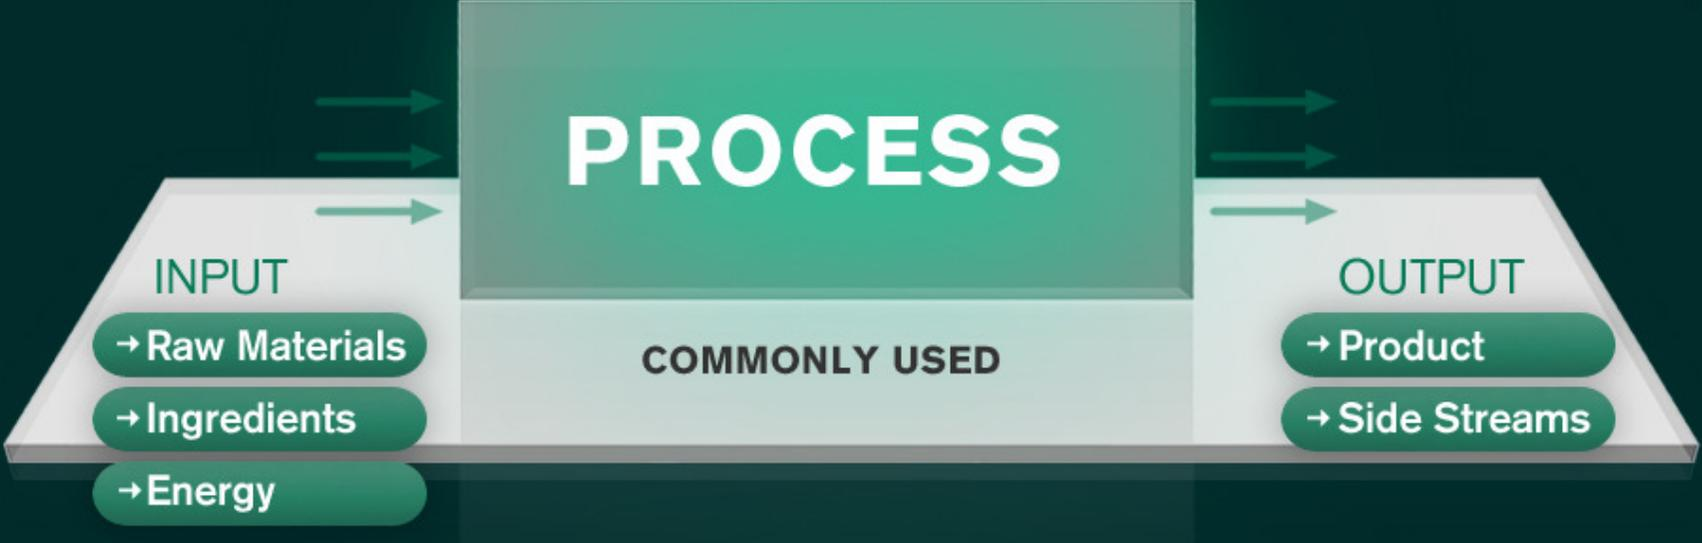 PROCESS
INPUT
→Raw Materials
→Ingredients
→Energy
COMMONLY USED
OUTPUT
→Product
→Side Streams